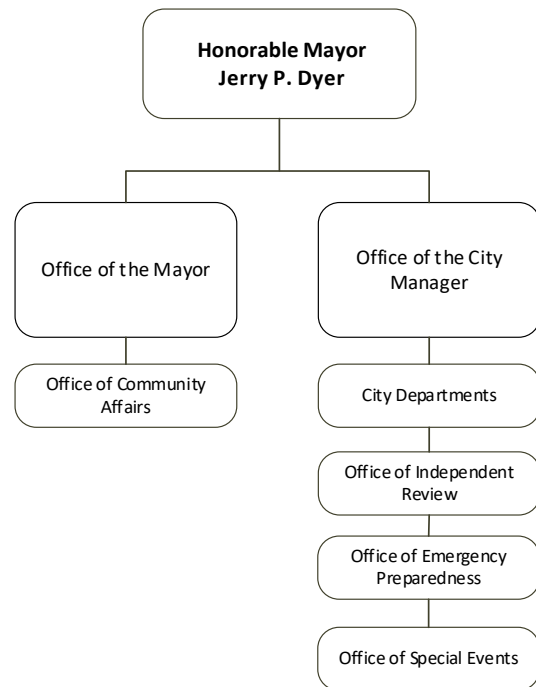 Honorable Mayor
Jerry P. Dyer
Office of the Mayor
Office of Community
Affairs
Office of the City
Manager
City Departments
Office of Independent
Review
Office of Emergency
Preparedness
Office of Special Events